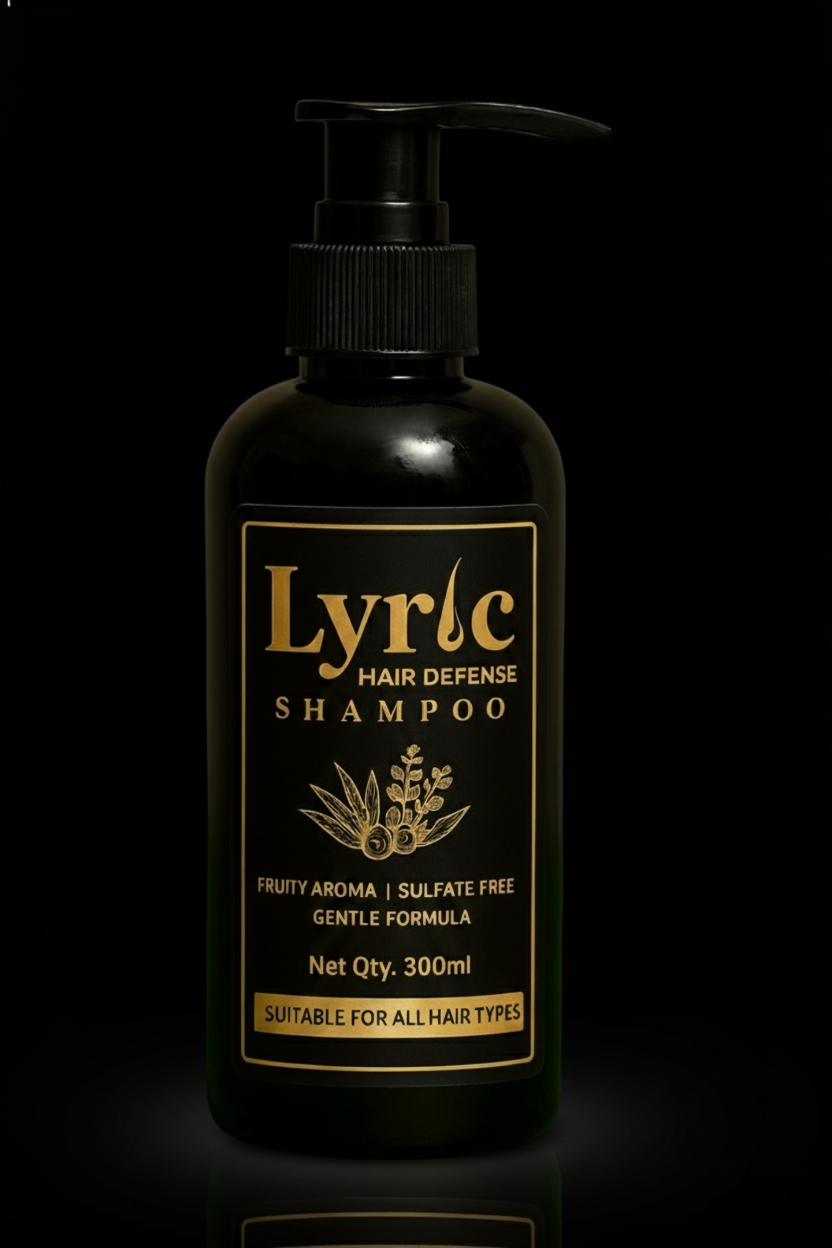 Lyric
HAIR DEFENSE
SHAMPOO
FRUITY AROMA | SULFATE FREE
GENTLE FORMULA
Net Qty. 300ml
SUITABLE FOR ALL HAIR TYPES